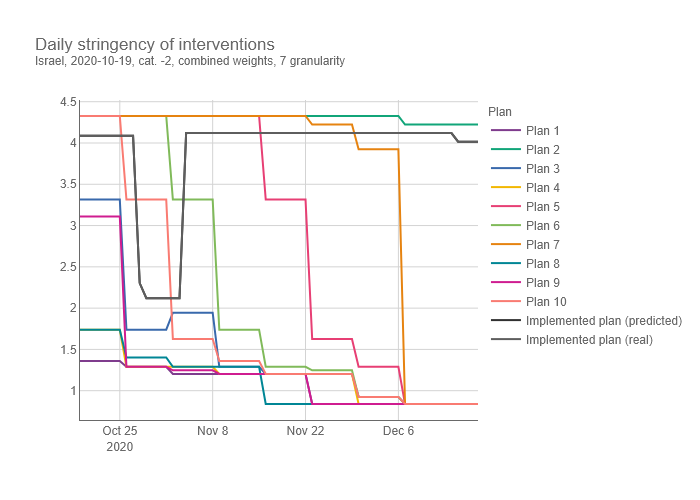 Daily stringency of interventions
Israel, 2020-10-19, cat. -2, combined weights, 7 granularity
4.5
4
3.5
3
2.5
2
1.5
1
Oct 25
2020
Nov 8
Nov 22
Dec 6
Plan
Plan 1
Plan 2
Plan 3
Plan 4
Plan 5
Plan 6
Plan 7
Plan 8
Plan 9
Plan 10
Implemented plan (predicted)
Implemented plan (real)